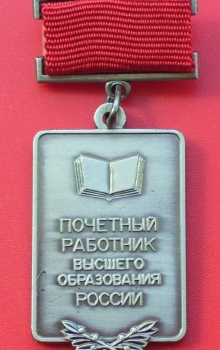 ПОЧЕТНЫЙ
РАБОТНИК
ВЫСШЕГО
ОБРАЗОВАНИЯ
РОССИИ